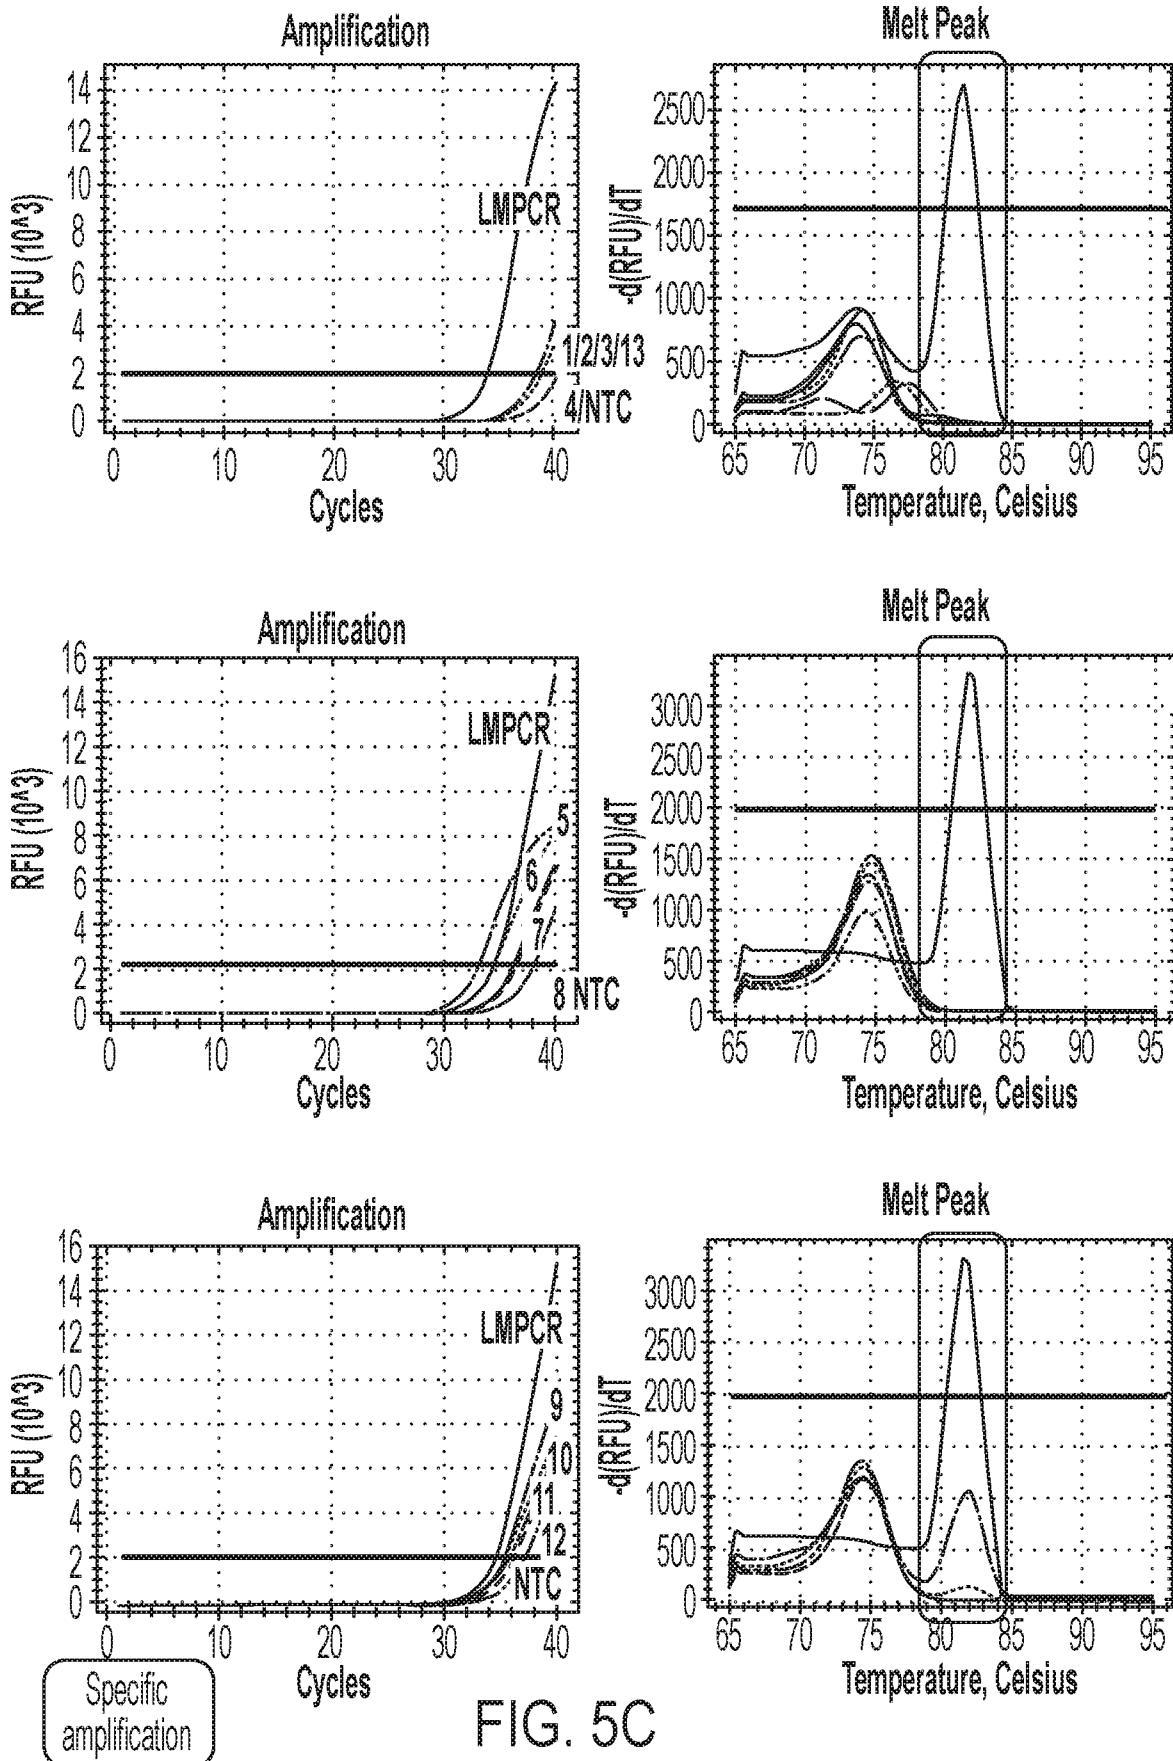 Amplification
14
12
10
8
6
4
2
0
RFU (10^3)
LMPCR
1/2/3/13
4/NTC
0 10 20 30 40
Cycles
Melt Peak
2500
2000
1500
1000
500
0
-d(RFU)/dT
65 70 75 80 85 90 95
Temperature, Celsius
Amplification
16
14
12
10
8
6
4
2
0
RFU (10^3)
LMPCR
5
6
7
8 NTC
0 10 20 30 40
Cycles
Melt Peak
3000
2500
2000
1500
1000
500
0
-d(RFU)/dT
65 70 75 80 85 90 95
Temperature, Celsius
Amplification
16
14
12
10
8
6
4
2
0
RFU (10^3)
LMPCR
9
10
11
12
NTC
0 10 20 30 40
Cycles
Melt Peak
3000
2500
2000
1500
1000
500
0
-d(RFU)/dT
65 70 75 80 85 90 95
Temperature, Celsius
Specific
amplification
FIG. 5C